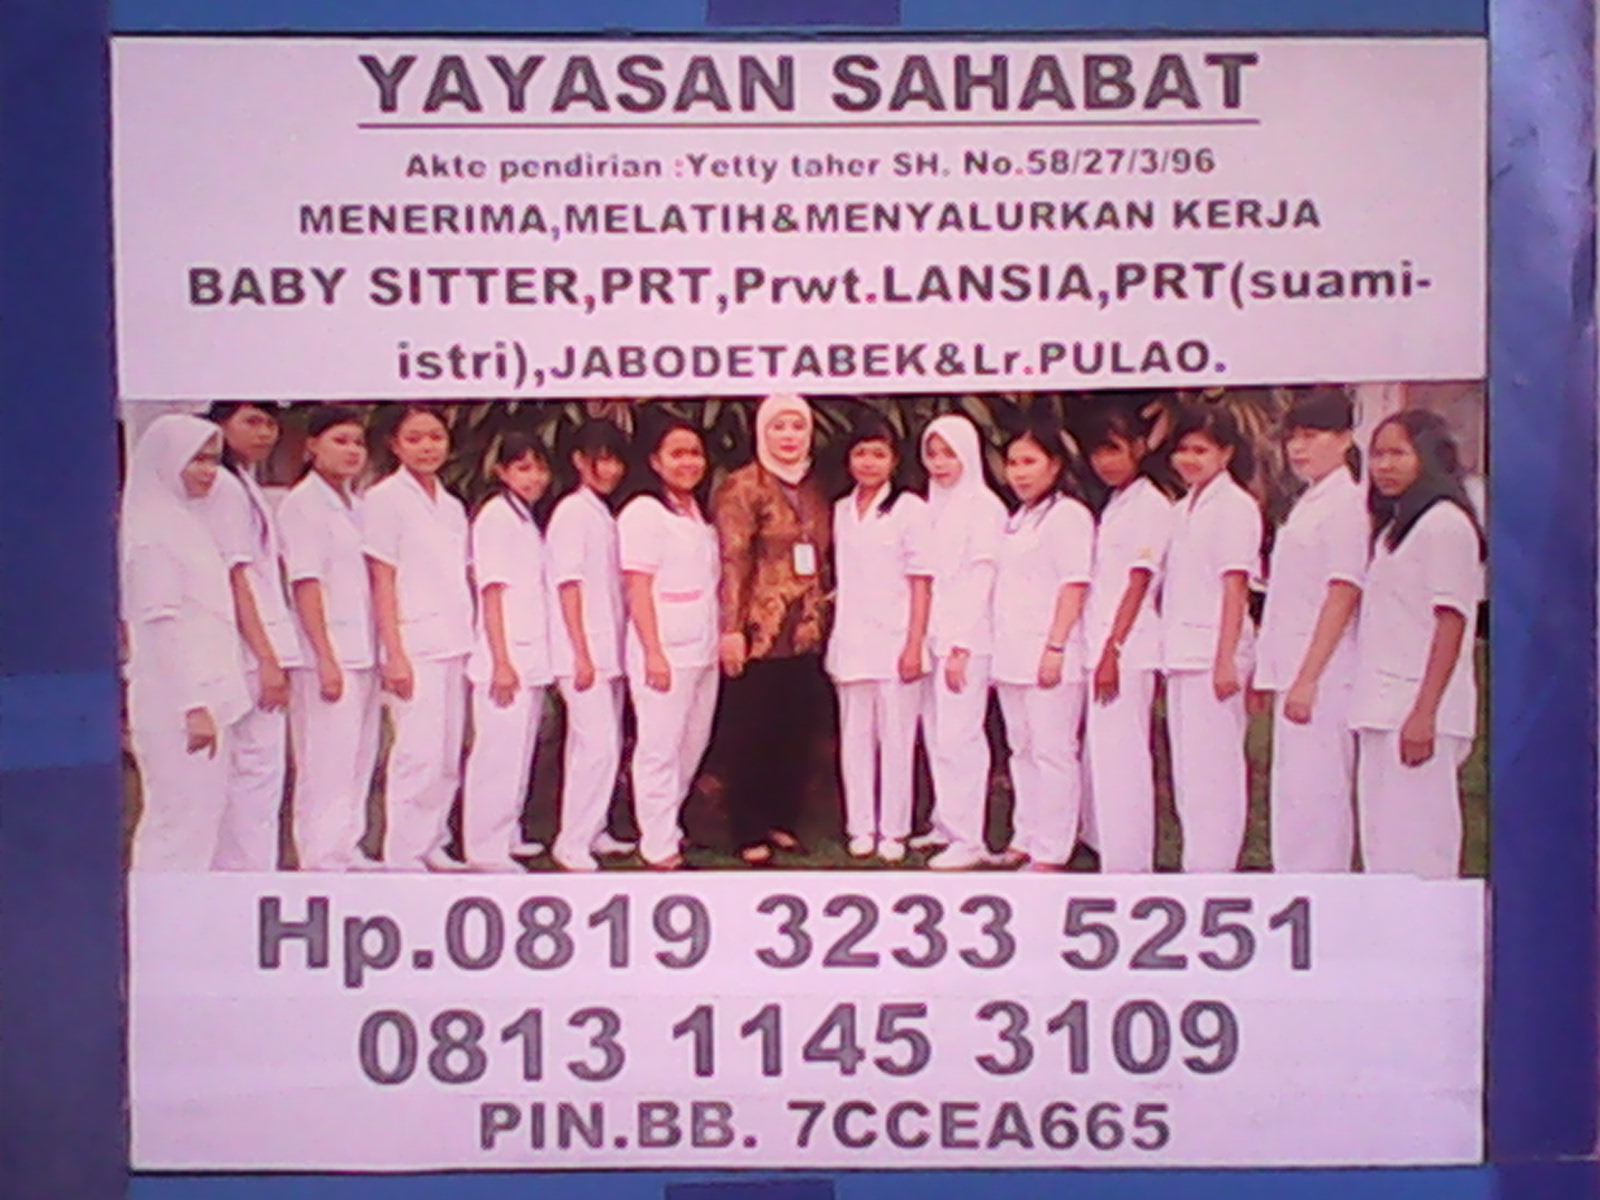 YAYASAN SAHABAT
Akte pendirian :Yetty taher SH. No.58/27/3/96
MENERIMA,MELATIH&MENYALURKAN KERJA
BABY SITTER,PRT,Prwt.LANSIA,PRT(suami-
istri),JABODETABEK&Lr.PULAO.
Hp.0819 3233 5251
0813 1145 3109
PIN.BB. 7CCEA665